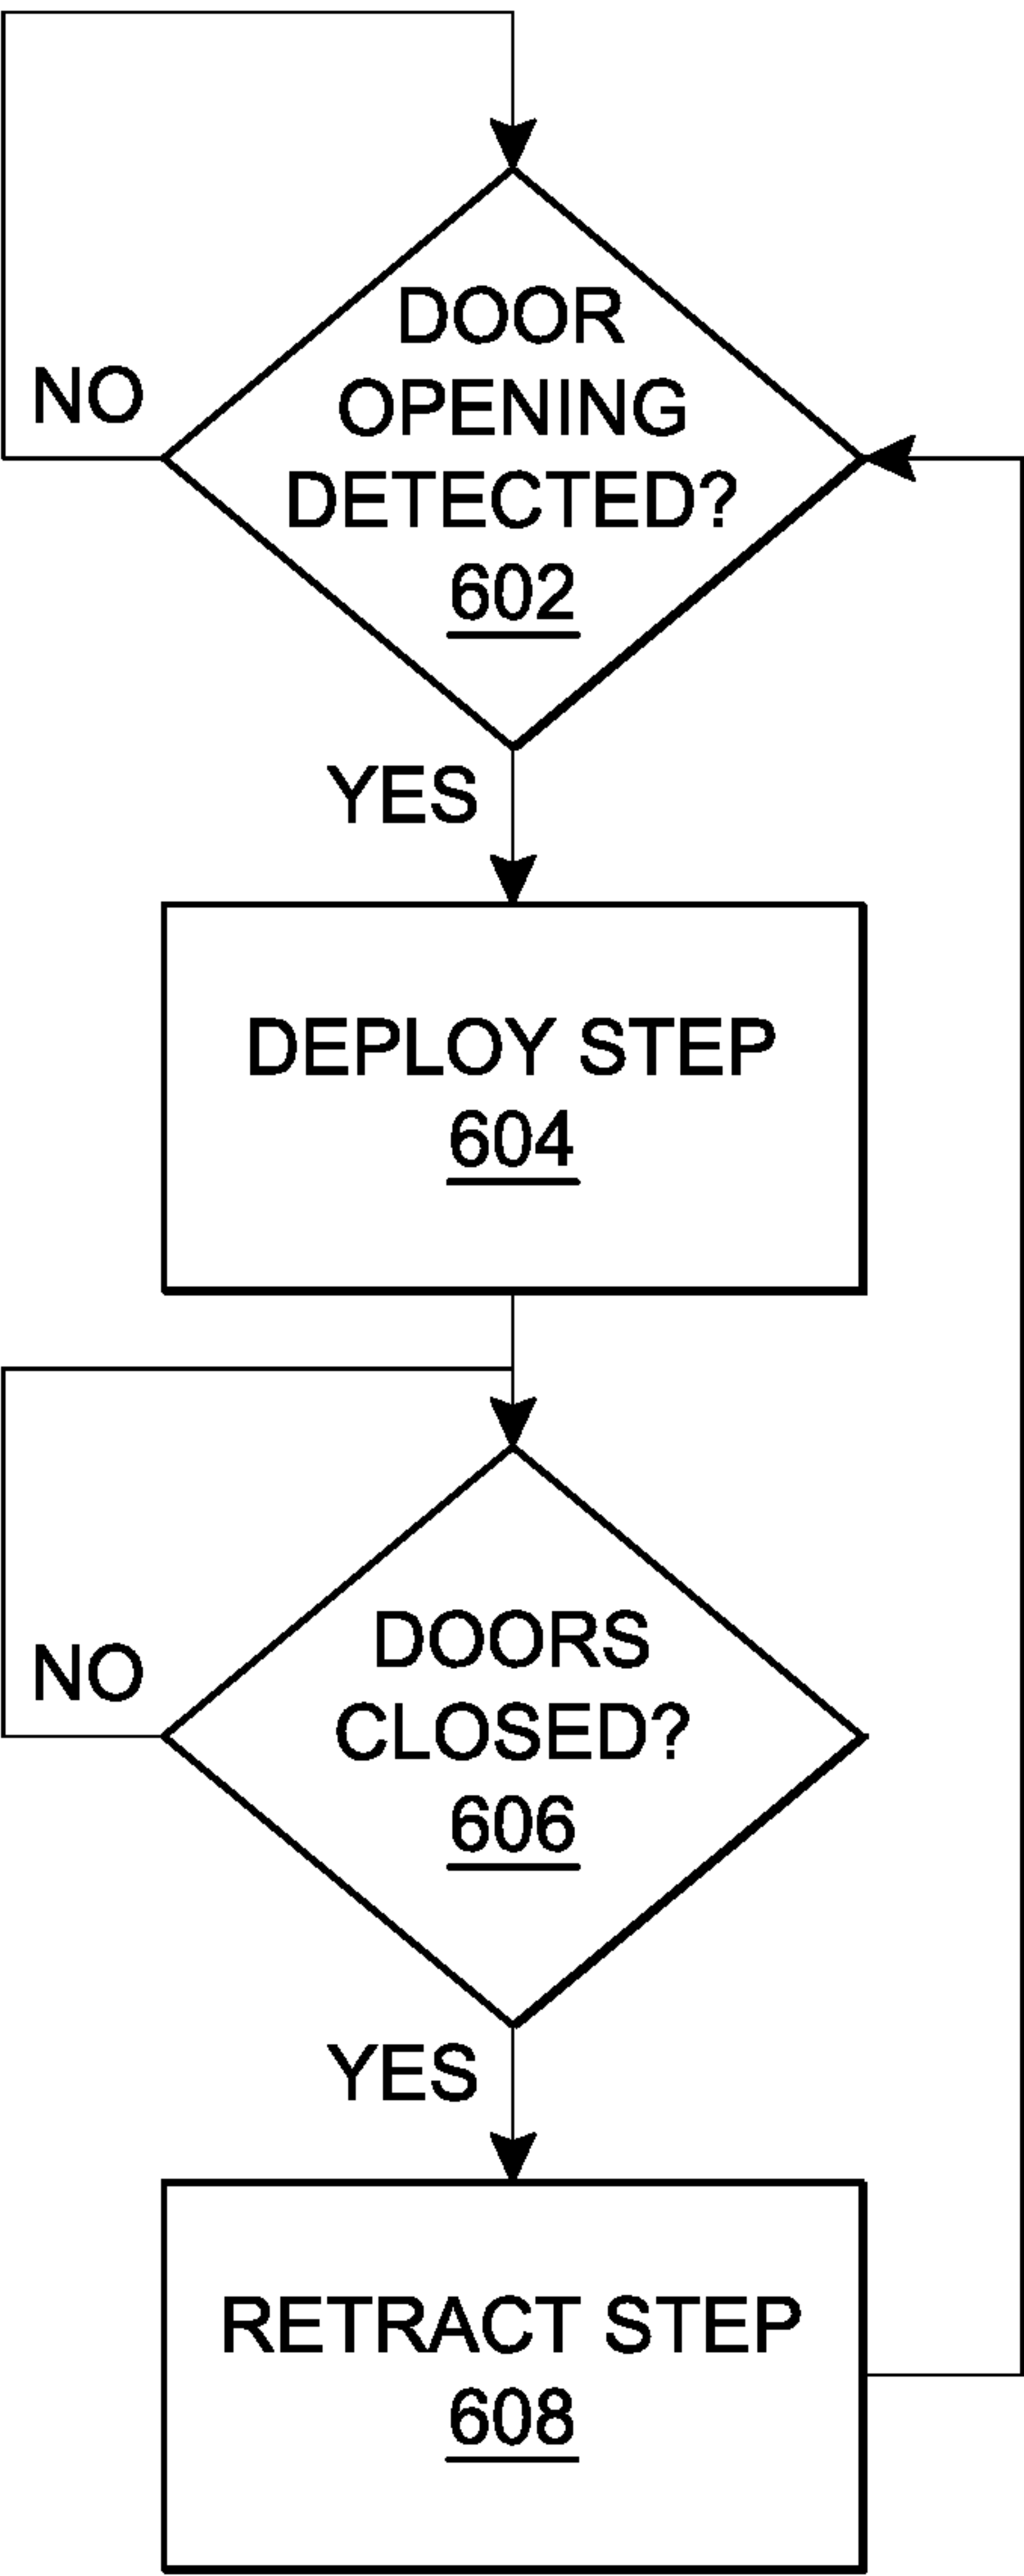 DOOR
OPENING
NO
DETECTED?
602
YES
DEPLOY STEP
604
DOORS
NO
CLOSED?
606
YES
RETRACT STEP
608